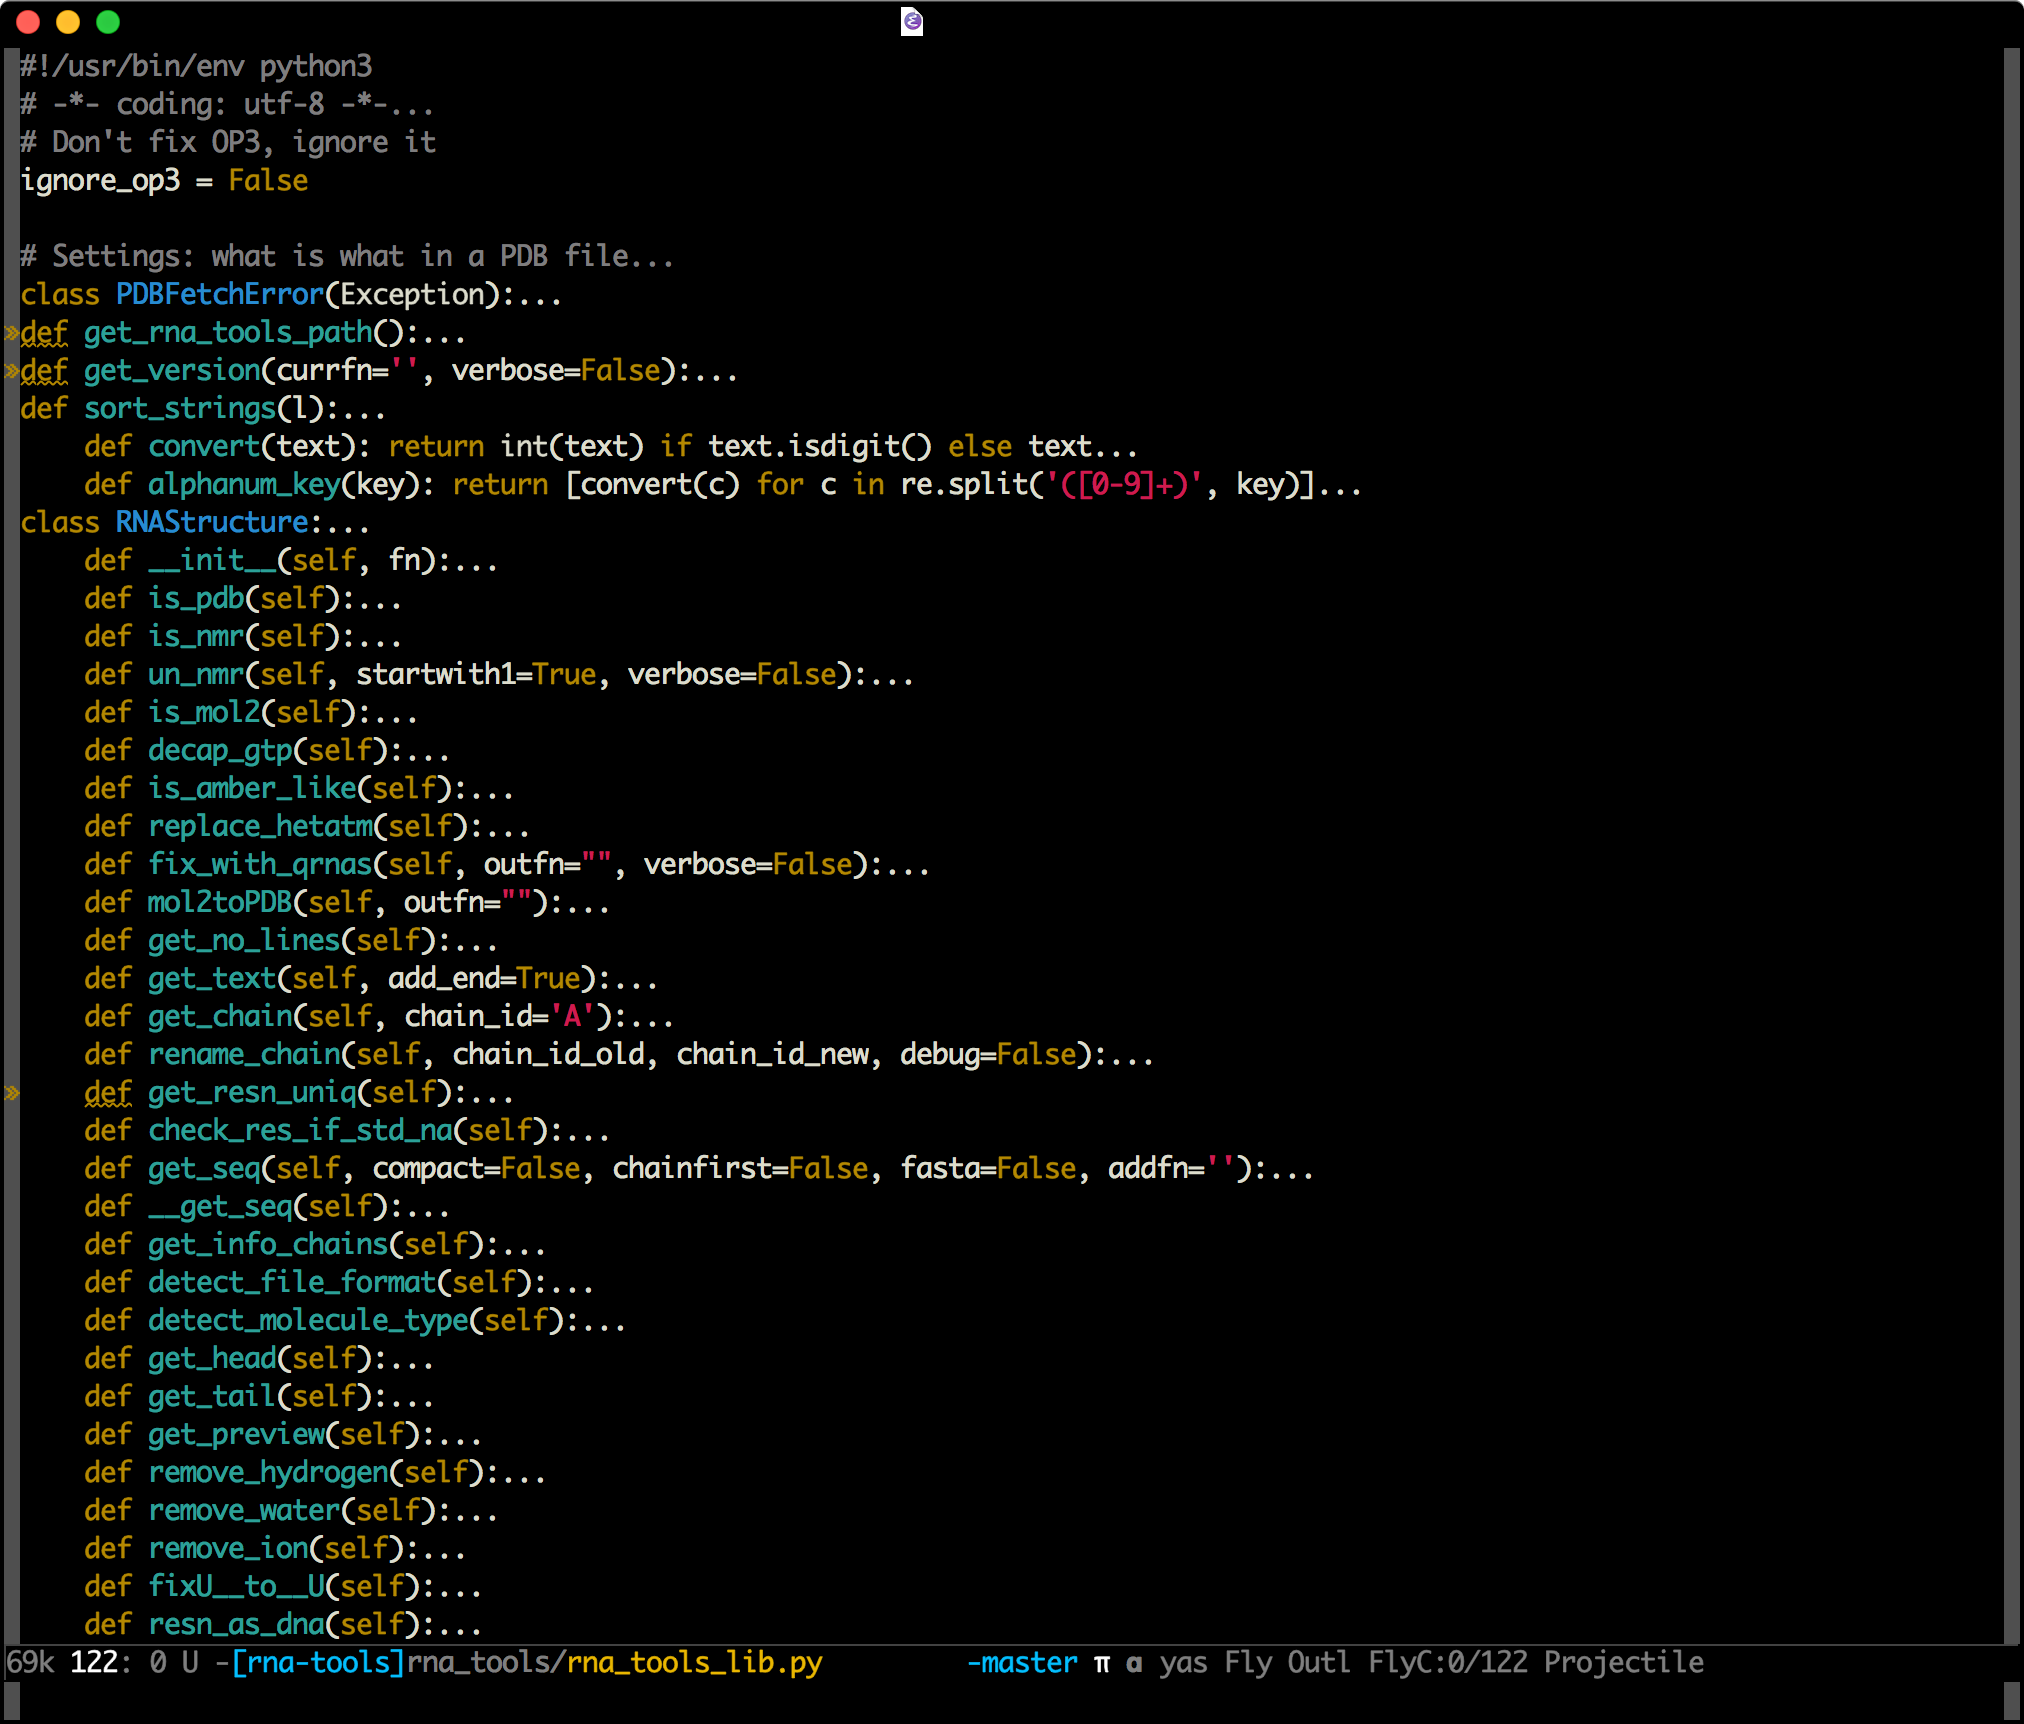 #!/usr/bin/env python3
# -*- coding: utf-8 -*-...
# Don't fix OP3, ignore it
ignore_op3 = False

# Settings: what is what in a PDB file...
class PDBFetchError(Exception):...
»def get_rna_tools_path():...
»def get_version(currfn='', verbose=False):...
def sort_strings(l):...
    def convert(text): return int(text) if text.isdigit() else text...
    def alphanum_key(key): return [convert(c) for c in re.split('([0-9]+)', key)]...
class RNAStructure:...
    def __init__(self, fn):...
    def is_pdb(self):...
    def is_nmr(self):...
    def un_nmr(self, startwith1=True, verbose=False):...
    def is_mol2(self):...
    def decap_gtp(self):...
    def is_amber_like(self):...
    def replace_hetatm(self):...
    def fix_with_qrnas(self, outfn="", verbose=False):...
    def mol2toPDB(self, outfn=""):...
    def get_no_lines(self):...
    def get_text(self, add_end=True):...
    def get_chain(self, chain_id='A'):...
    def rename_chain(self, chain_id_old, chain_id_new, debug=False):...
»    def get_resn_uniq(self):...
    def check_res_if_std_na(self):...
    def get_seq(self, compact=False, chainfirst=False, fasta=False, addfn=''):...
    def __get_seq(self):...
    def get_info_chains(self):...
    def detect_file_format(self):...
    def detect_molecule_type(self):...
    def get_head(self):...
    def get_tail(self):...
    def get_preview(self):...
    def remove_hydrogen(self):...
    def remove_water(self):...
    def remove_ion(self):...
    def fixU__to__U(self):...
    def resn_as_dna(self):...
69k 122: 0 U -[rna-tools]rna_tools/rna_tools_lib.py         -master π ɑ yas Fly Outl FlyC:0/122 Projectile